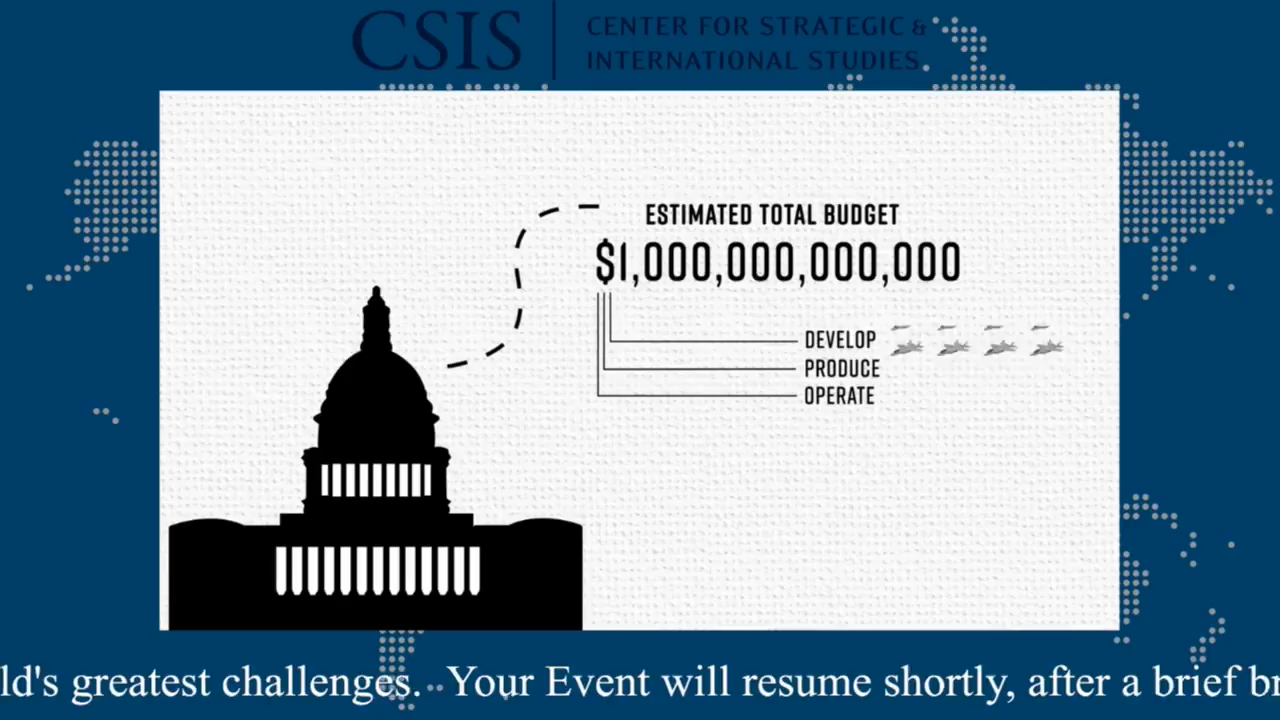 CSIS
CENTER FOR STRATEGIC &
INTERNATIONAL STUDIES
ESTIMATED TOTAL BUDGET
$1,000,000,000,000
DEVELOP
PRODUCE
OPERATE
ld's greatest challenges. Your Event will resume shortly, after a brief br